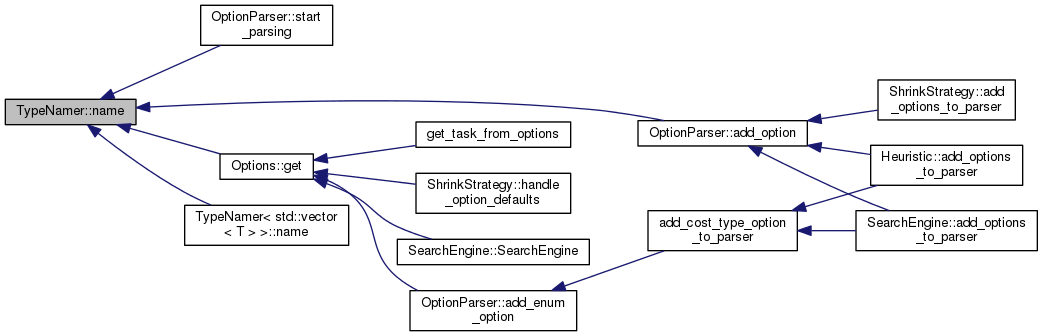 OptionParser::start
_parsing
TypeNamer::name
Options::get
TypeNamer< std::vector
< T > >::name
get_task_from_options
ShrinkStrategy::handle
_option_defaults
SearchEngine::SearchEngine
OptionParser::add_enum
_option
OptionParser::add_option
add_cost_type_option
_to_parser
ShrinkStrategy::add
_options_to_parser
Heuristic::add_options
_to_parser
SearchEngine::add_options
_to_parser